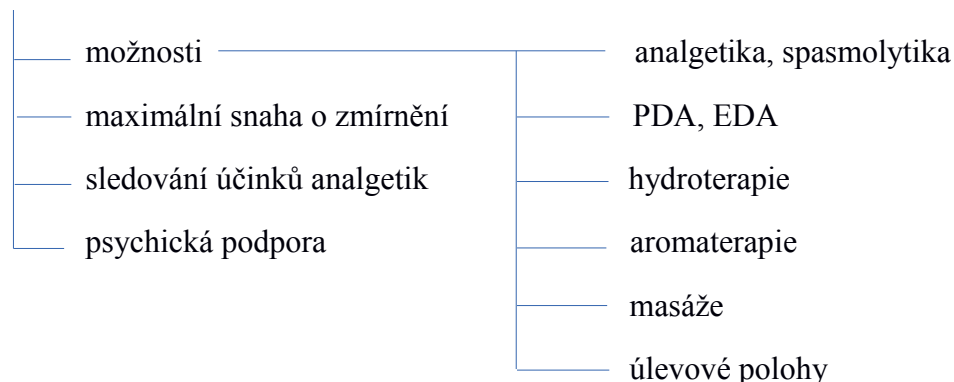 možnosti
maximální snaha o zmírnění
sledování účinků analgetik
psychická podpora
analgetika, spasmolytika
PDA, EDA
hydroterapie
aromaterapie
masáže
úlevové polohy